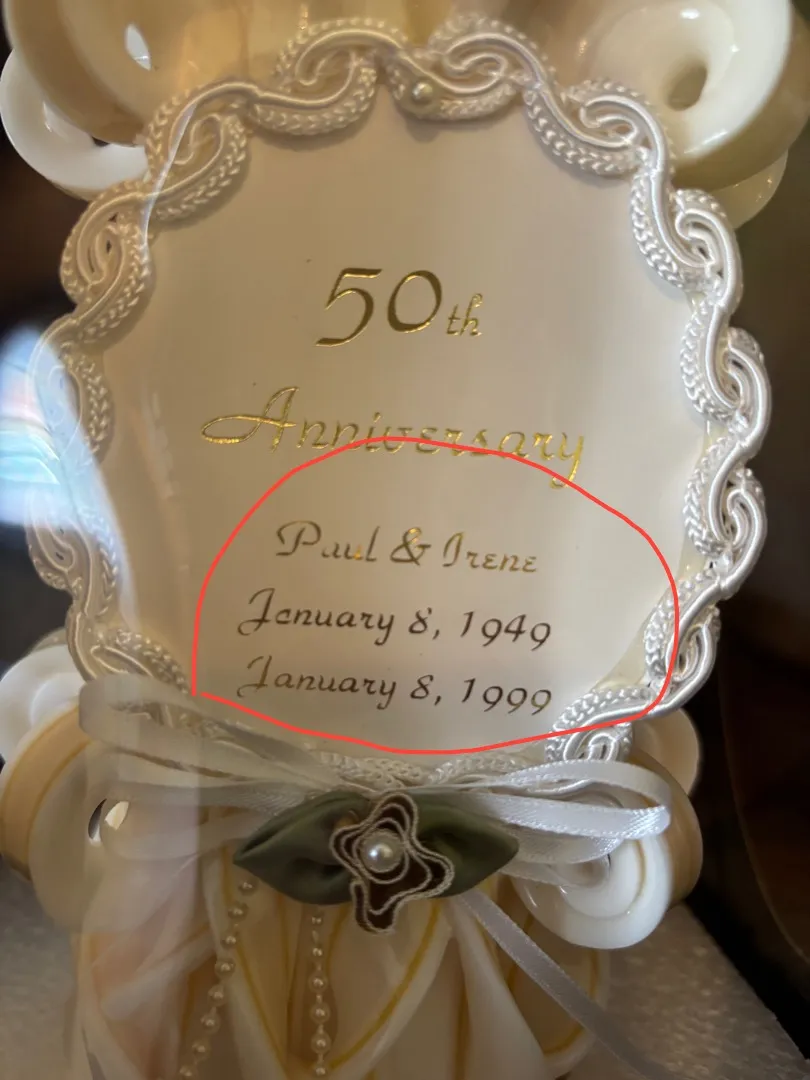 50th
Anniversary
Paul & Irene
January 8, 1949
January 8, 1999